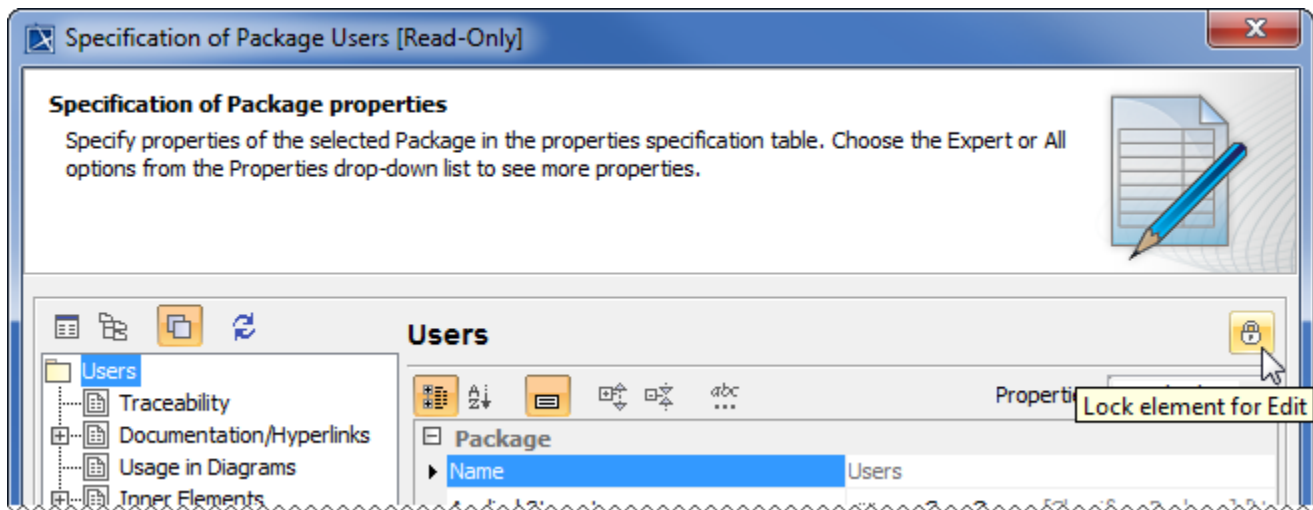 Specification of Package Users [Read-Only]
Specification of Package properties
Specify properties of the selected Package in the properties specification table. Choose the Expert or All
options from the Properties drop-down list to see more properties.
Users
Users
Traceability
Documentation/Hyperlinks
Usage in Diagrams
Inner Elements
Lock element for Edit
Package
Name Users